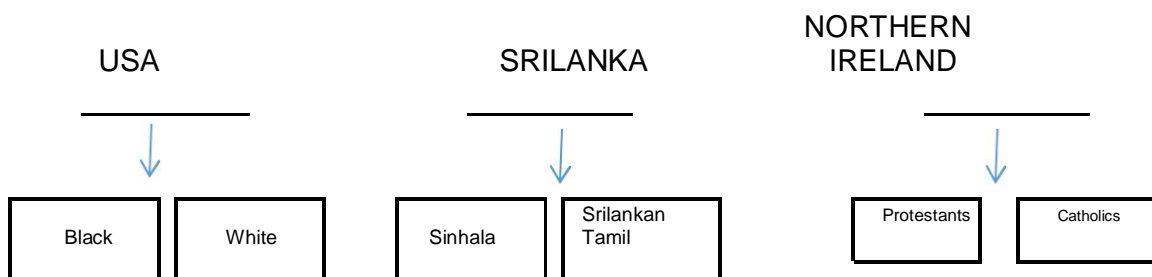 USA
SRILANKA
NORTHERN
IRELAND
Black
White
Sinhala
Srilankan
Tamil
Protestants
Catholics